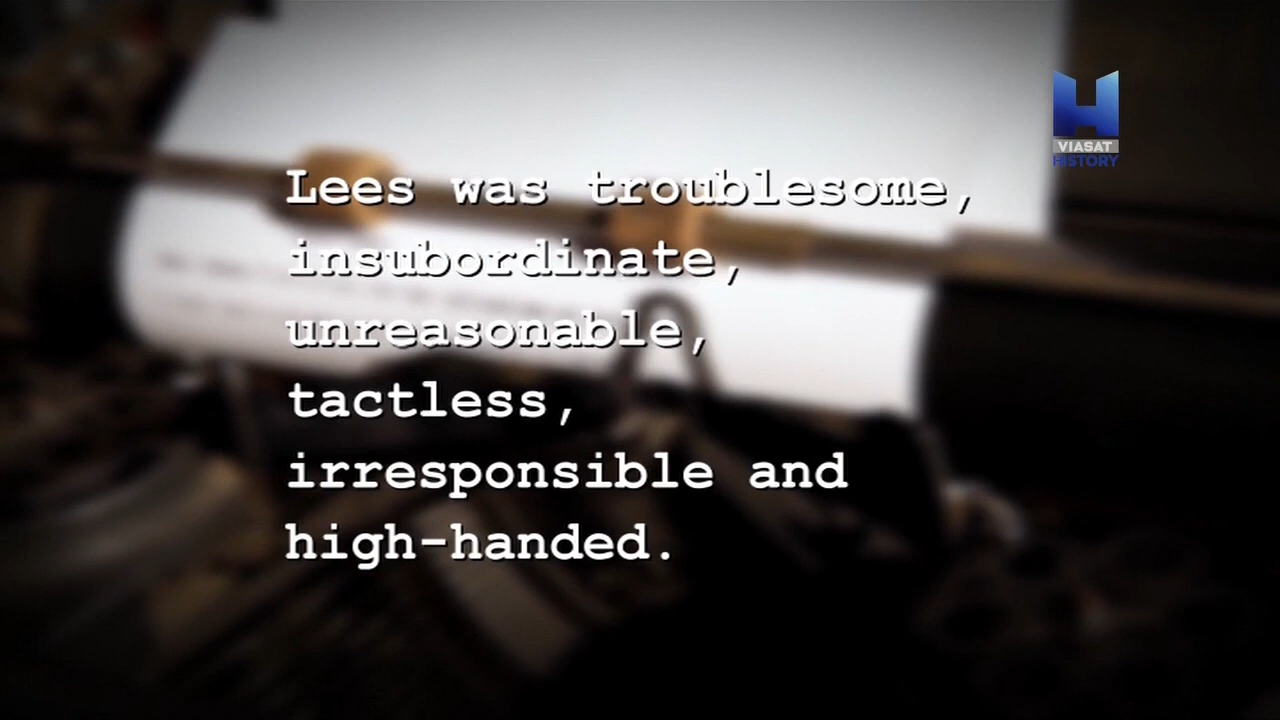 VIASAT
HISTORY
Lees was troublesome,
insubordinate,
unreasonable,
tactless,
irresponsible and
high-handed.